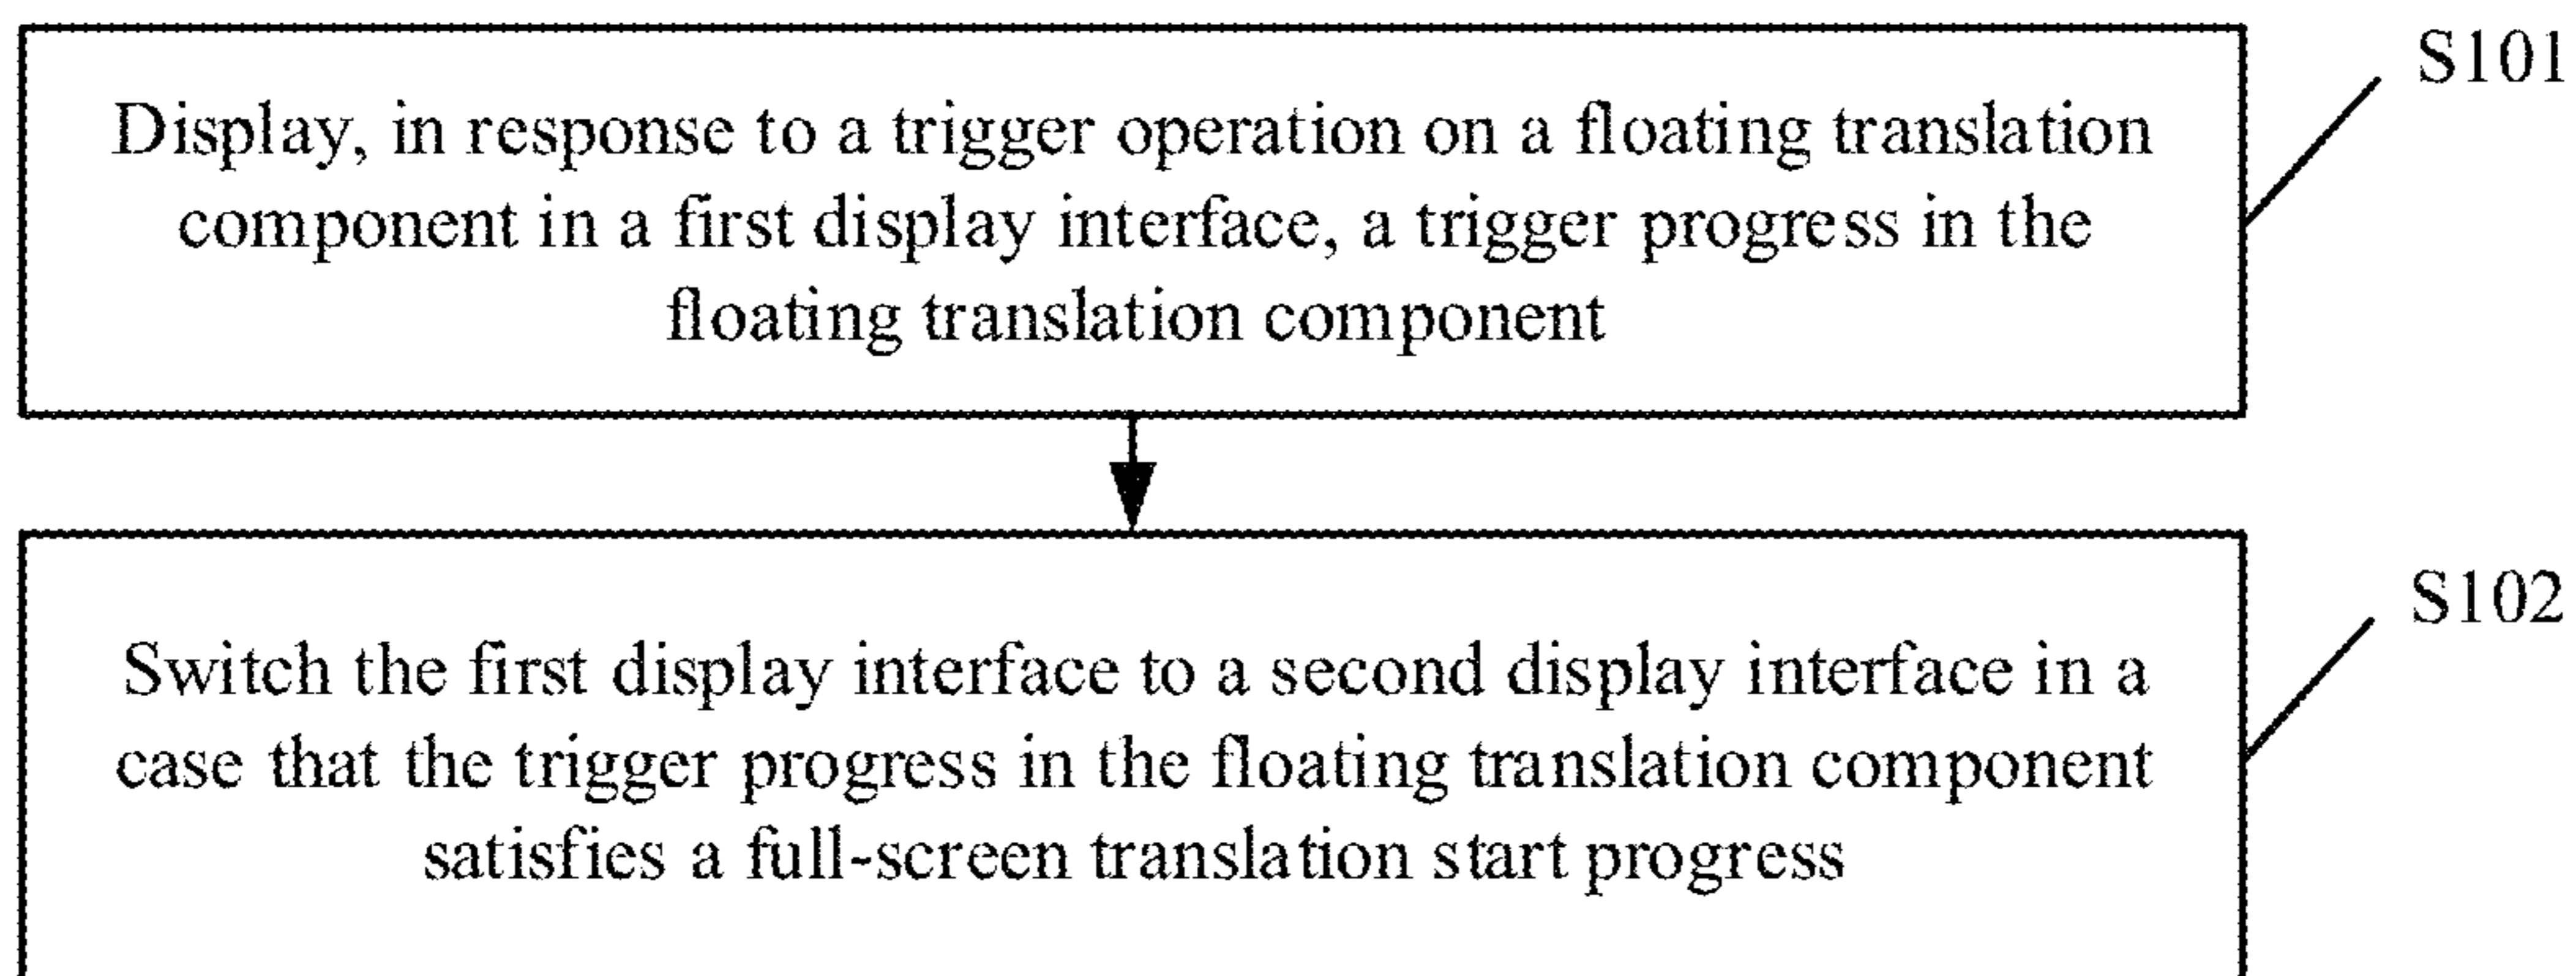 S101
Display, in response to a trigger operation on a floating translation
component in a first display interface, a trigger progress in the
floating translation component
S102
Switch the first display interface to a second display interface in a
case that the trigger progress in the floating translation component
satisfies a full-screen translation start progress